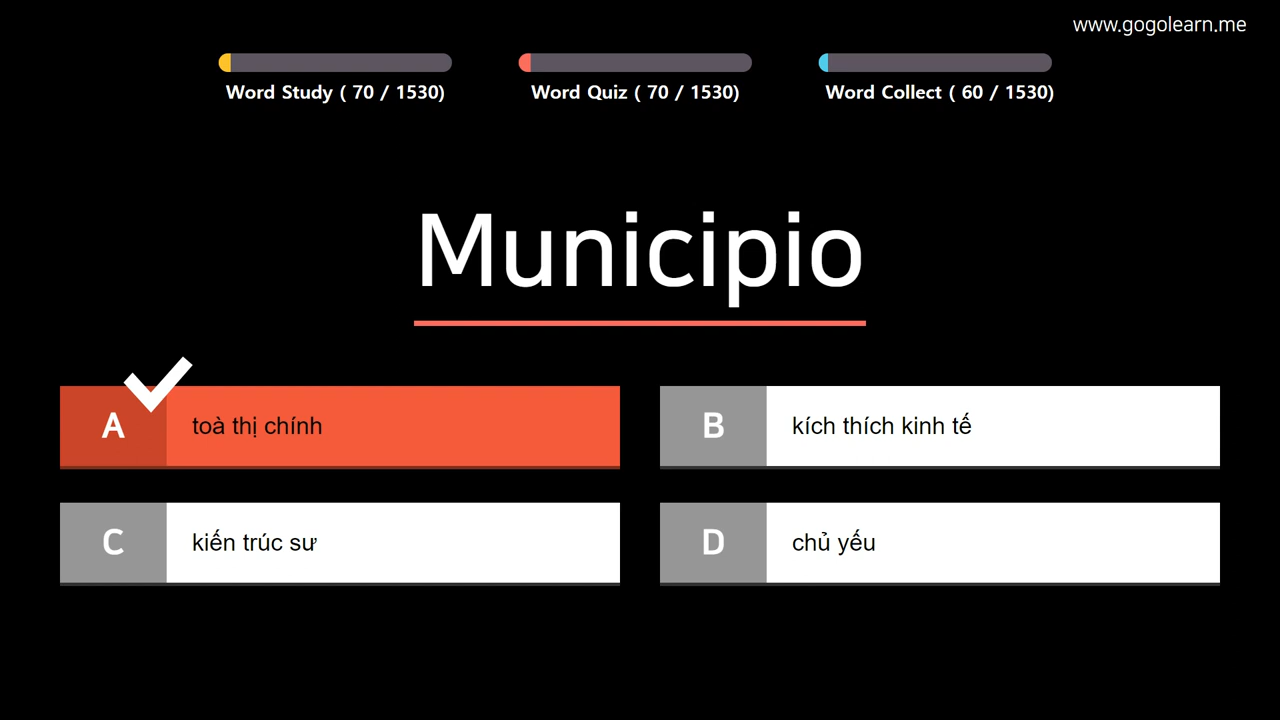 www.gogolearn.me
Word Study ( 70 / 1530)
Word Quiz ( 70 / 1530)
Word Collect ( 60 / 1530)
Municipio
A toà thị chính
B kích thích kinh tế
C kiến trúc sư
D chủ yếu